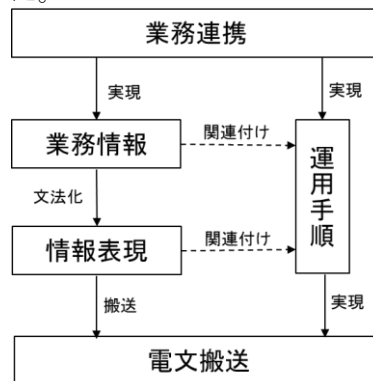 業務連携
実現
実現
業務情報
関連付け
運用手順
文法化
情報表現
関連付け
搬送
実現
電文搬送